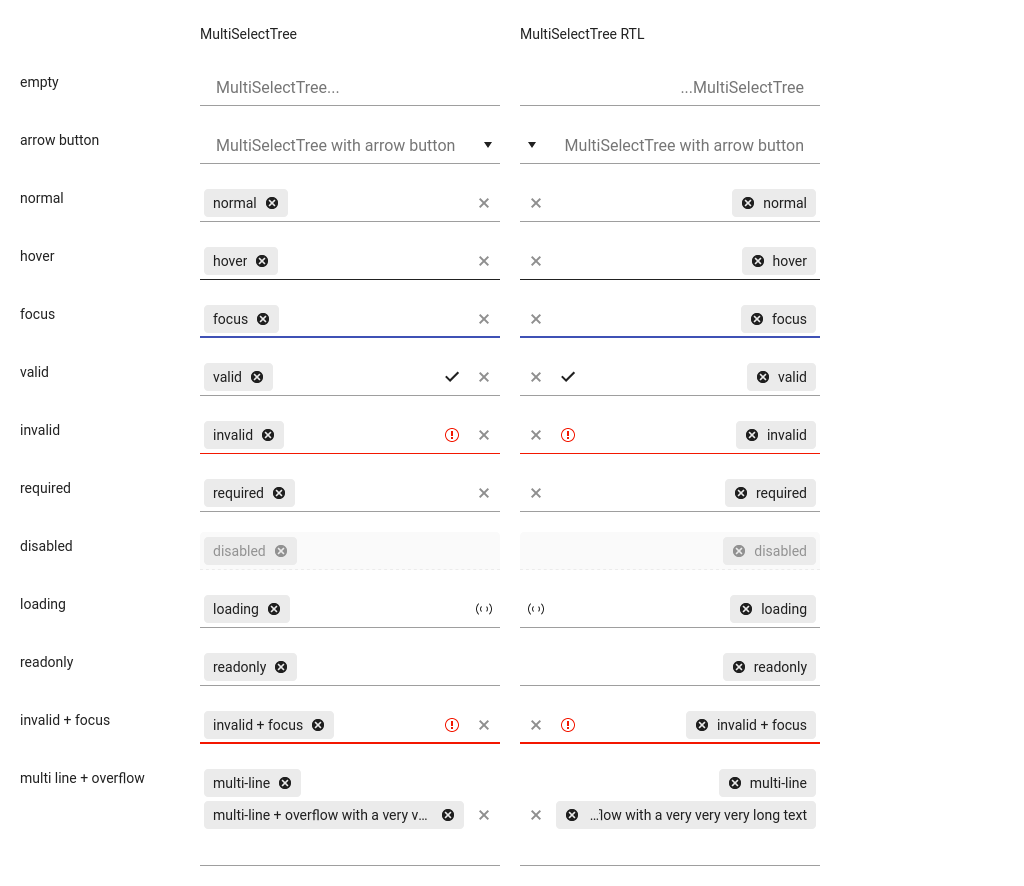 MultiSelectTree MultiSelectTree RTL
empty MultiSelectTree... ...MultiSelectTree
arrow button MultiSelectTree with arrow button MultiSelectTree with arrow button
normal normal normal
hover hover hover
focus focus focus
valid valid valid
invalid invalid invalid
required required required
disabled disabled disabled
loading loading loading
readonly readonly readonly
invalid + focus invalid + focus invalid + focus
multi line + overflow multi-line multi-line
multi-line + overflow with a very v... ...low with a very very very long text